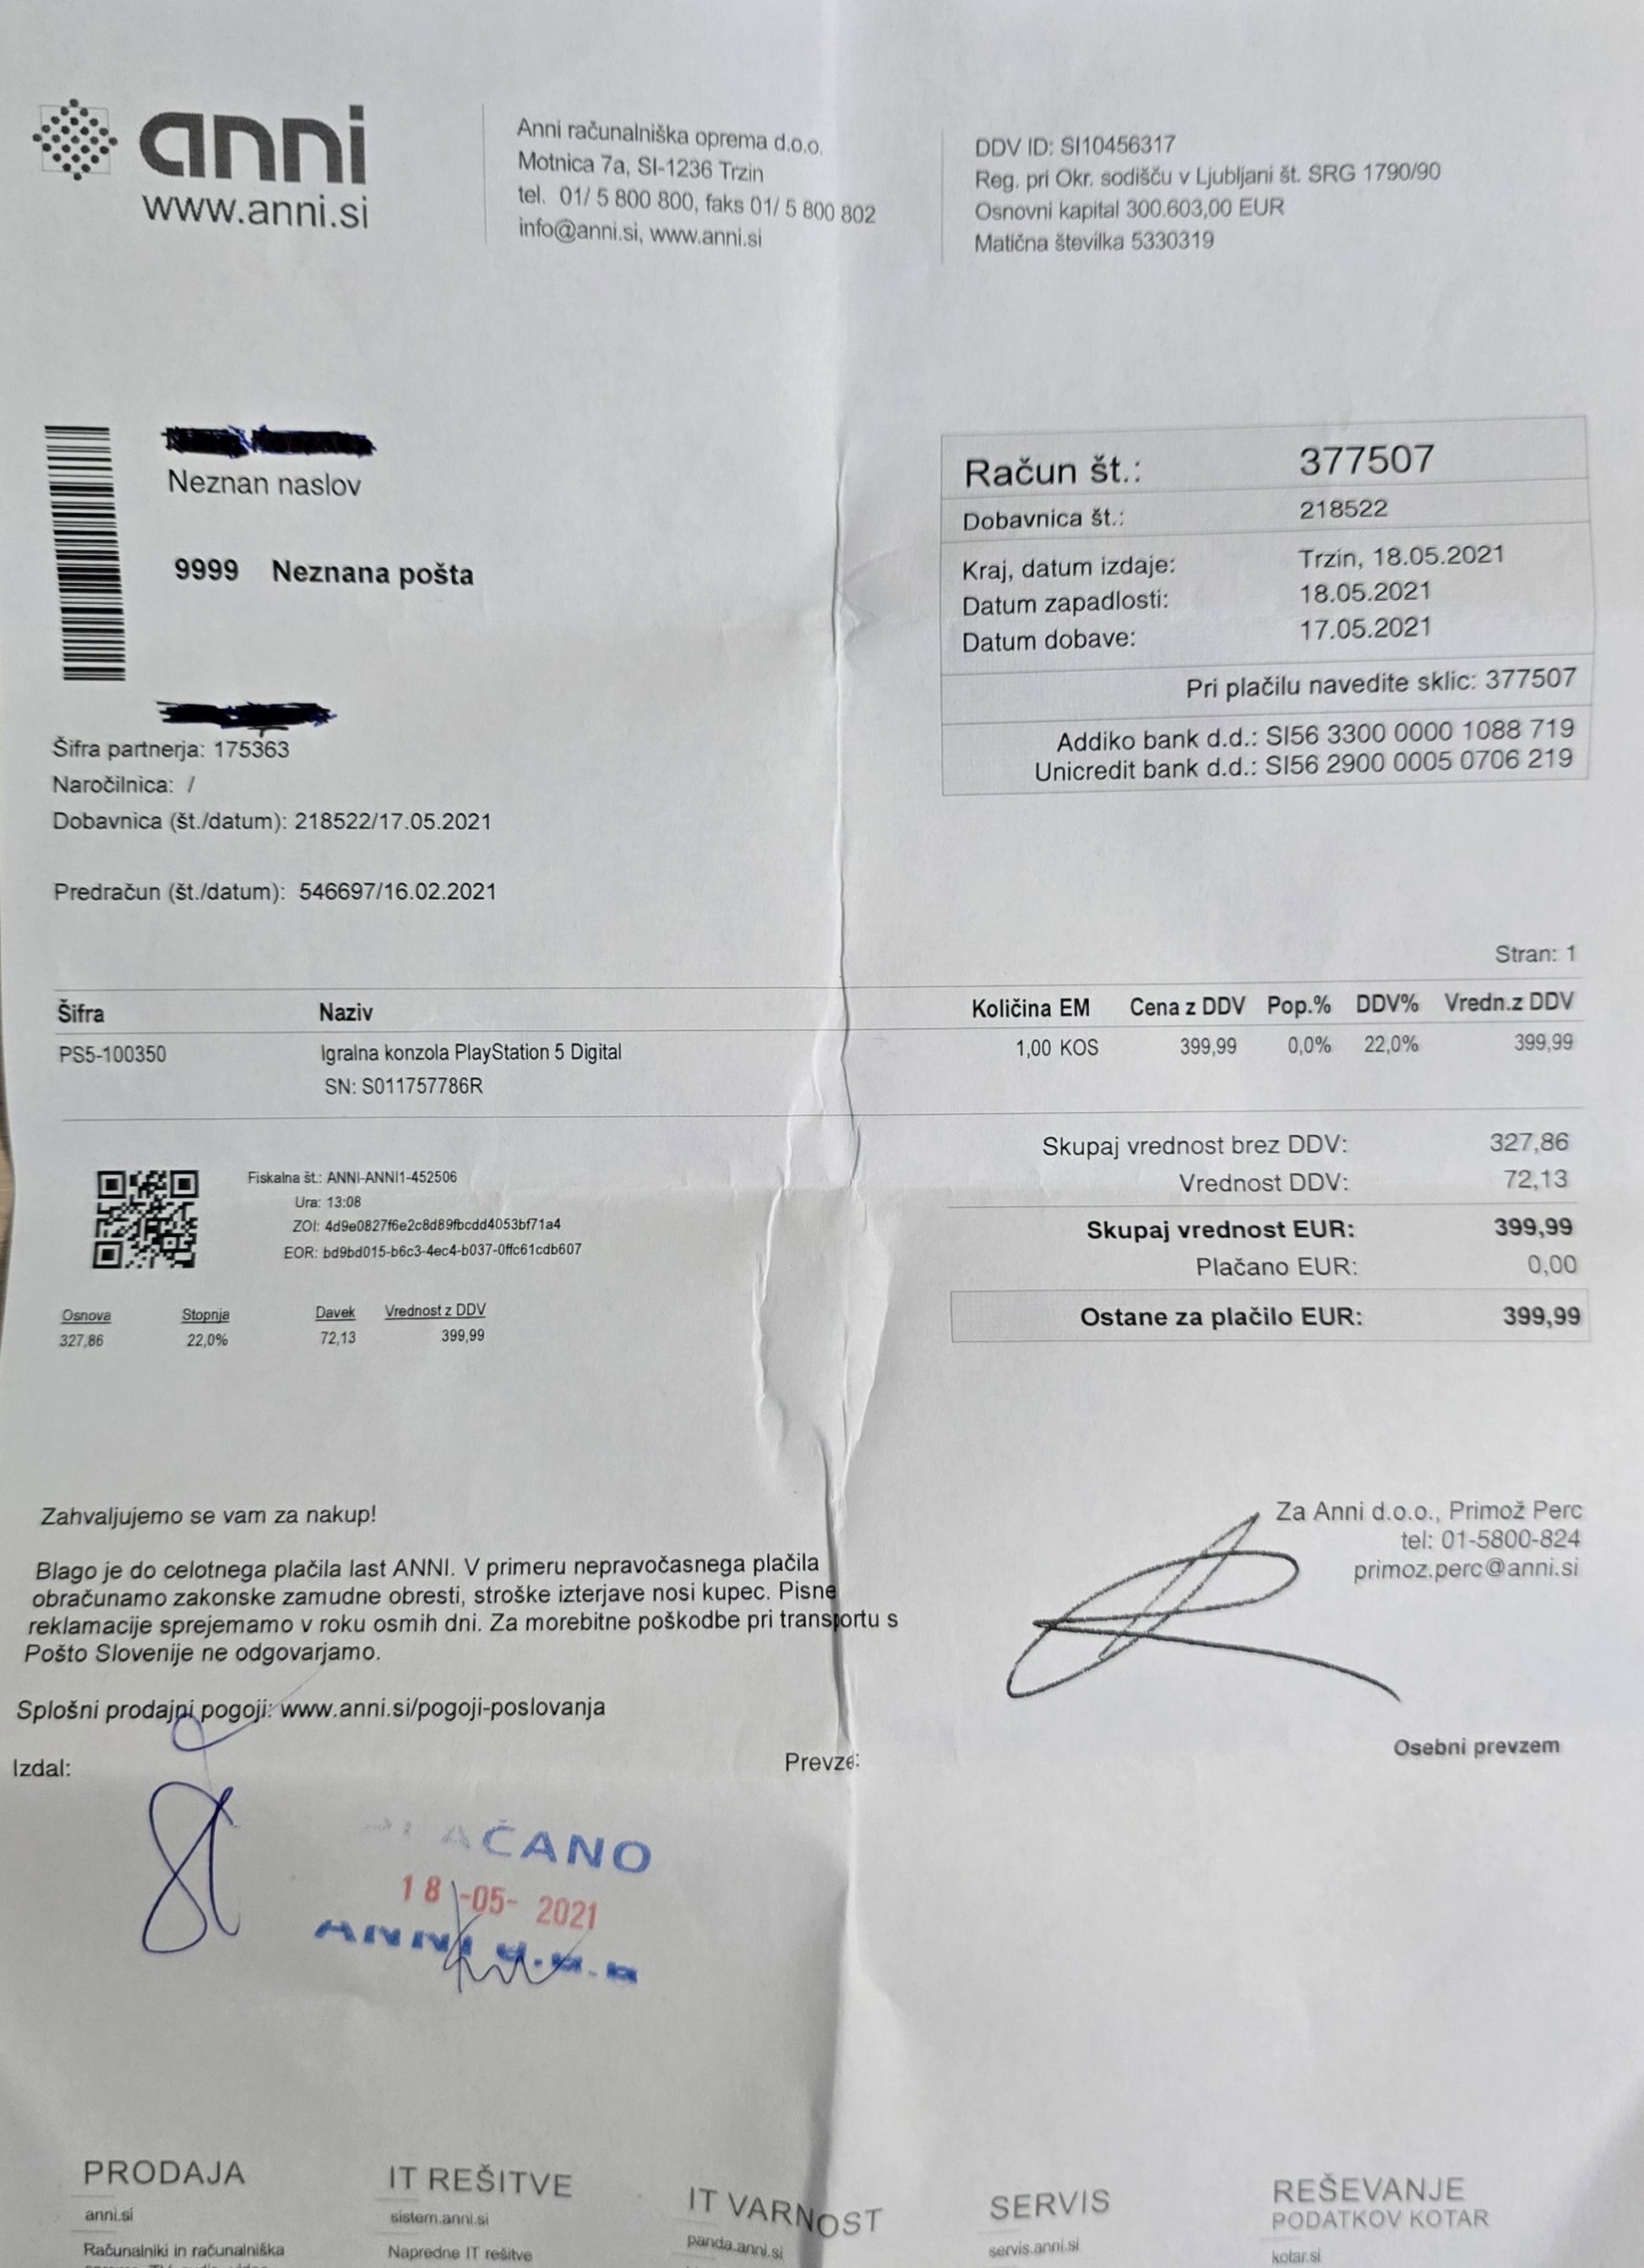 anni
www.anni.si
Anni računalniška oprema d.o.o.
Motnica 7a, SI-1236 Trzin
tel. 01/ 5 800 800, faks 01/ 5 800 802
info@anni.si, www.anni.si
DDV ID: SI10456317
Reg. pri Okr. sodišču v Ljubljani št. SRG 1790/90
Osnovni kapital 300.603,00 EUR
Matična številka 5330319
Neznan naslov
9999 Neznana pošta
Račun št.: 377507
Dobavnica št.: 218522
Kraj, datum izdaje: Trzin, 18.05.2021
Datum zapadlosti: 18.05.2021
Datum dobave: 17.05.2021
Pri plačilu navedite sklic: 377507
Addiko bank d.d.: SI56 3300 0000 1088 719
Unicredit bank d.d.: SI56 2900 0005 0706 219
Šifra partnerja: 175363
Naročilnica: /
Dobavnica (št./datum): 218522/17.05.2021
Predračun (št./datum): 546697/16.02.2021
Stran: 1
Šifra Naziv Količina EM Cena z DDV Pop.% DDV% Vredn.z DDV
PS5-100350 Igralna konzola PlayStation 5 Digital 1,00 KOS 399,99 0,0% 22,0% 399,99
SN: S011757786R
Skupaj vrednost brez DDV: 327,86
Vrednost DDV: 72,13
Skupaj vrednost EUR: 399,99
Plačano EUR: 0,00
Ostane za plačilo EUR: 399,99
Fiskalna št.: ANNI-ANNI1-452506
Ura: 13:08
ZOI: 4d9e0827f6e2c8d89fbcdd4053bf71a4
EOR: bd9bd015-b6c3-4ec4-b037-0ffc61cdb607
Osnova Stopnja Davek Vrednost z DDV
327,86 22,0% 72,13 399,99
Zahvaljujemo se vam za nakup!
Blago je do celotnega plačila last ANNI. V primeru nepravočasnega plačila
obračunamo zakonske zamudne obresti, stroške izterjave nosi kupec. Pisne
reklamacije sprejemamo v roku osmih dni. Za morebitne poškodbe pri transportu s
Pošto Slovenije ne odgovarjamo.
Splošni prodajni pogoji: www.anni.si/pogoji-poslovanja
Za Anni d.o.o., Primož Perc
tel: 01-5800-824
primoz.perc@anni.si
Osebni prevzem
Izdal:
Prevze:
PLAČANO
18 -05- 2021
ANNI d.o.o
PRODAJA
anni.si
Računalniki in računalniška
IT REŠITVE
sistem.anni.si
Napredne IT rešitve
IT VARNOST
panda.anni.si
SERVIS
servis.anni.si
REŠEVANJE
PODATKOV KOTAR
kotar.si